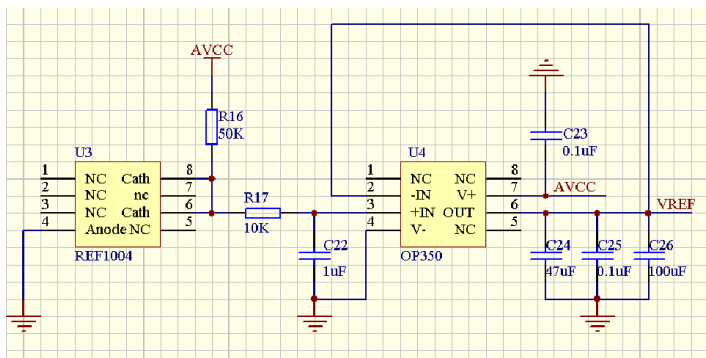 AVCC
R16
50K
U3
1 NC Cath 8
2 NC nc 7
3 NC Cath 6
4 Anode NC 5
REF1004
R17
10K
C22
1uF
U4
1 NC NC 8
2 -IN V+ 7
3 +IN OUT 6
4 V- NC 5
OP350
C23
0.1uF
AVCC
VREF
C24
47uF
C25
0.1uF
C26
100uF